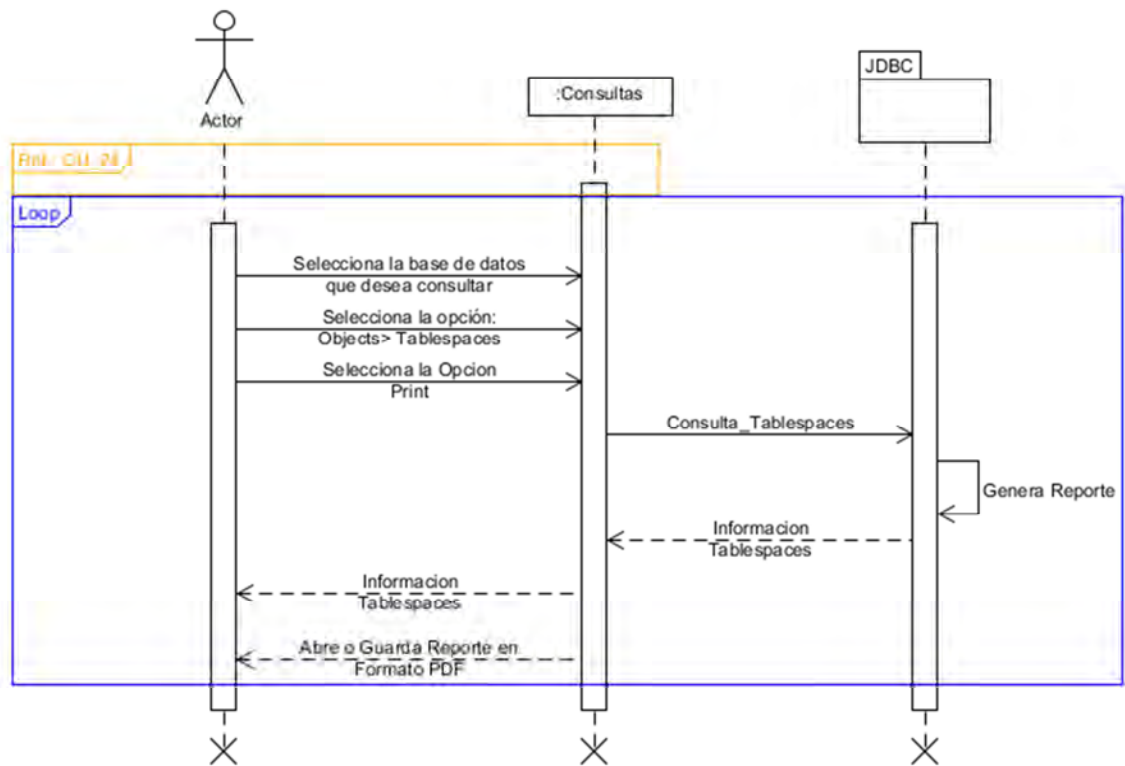 JDBC
:Consultas
Actor
Loop
Selecciona la base de datos
que desea consultar
Selecciona la opción:
Objects> Tablespaces
Selecciona la Opcion
Print
Consulta_Tablespaces
Genera Reporte
Informacion
Tablespaces
Informacion
Tablespaces
Abre o Guarda Reporte en
Formato PDF